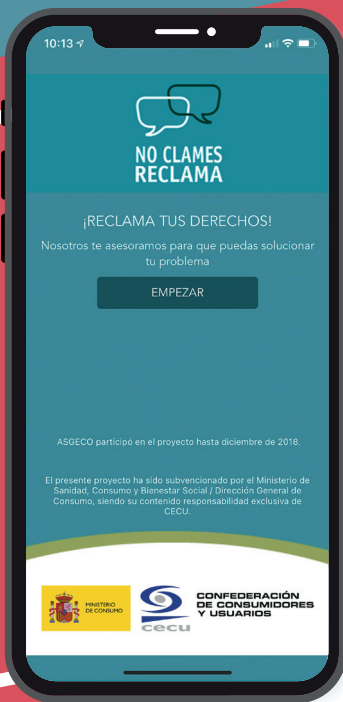 10:13
NO CLAMES
RECLAMA
¡RECLAMA TUS DERECHOS!
Nosotros te asesoramos para que puedas solucionar
tu problema
EMPEZAR
ASGECO participó en el proyecto hasta diciembre de 2018.
El presente proyecto ha sido subvencionado por el Ministerio de
Sanidad, Consumo y Bienestar Social / Dirección General de
Consumo, siendo su contenido responsabilidad exclusiva de
CECU.
MINISTERIO
DE CONSUMO
cecu
CONFEDERACIÓN
DE CONSUMIDORES
Y USUARIOS